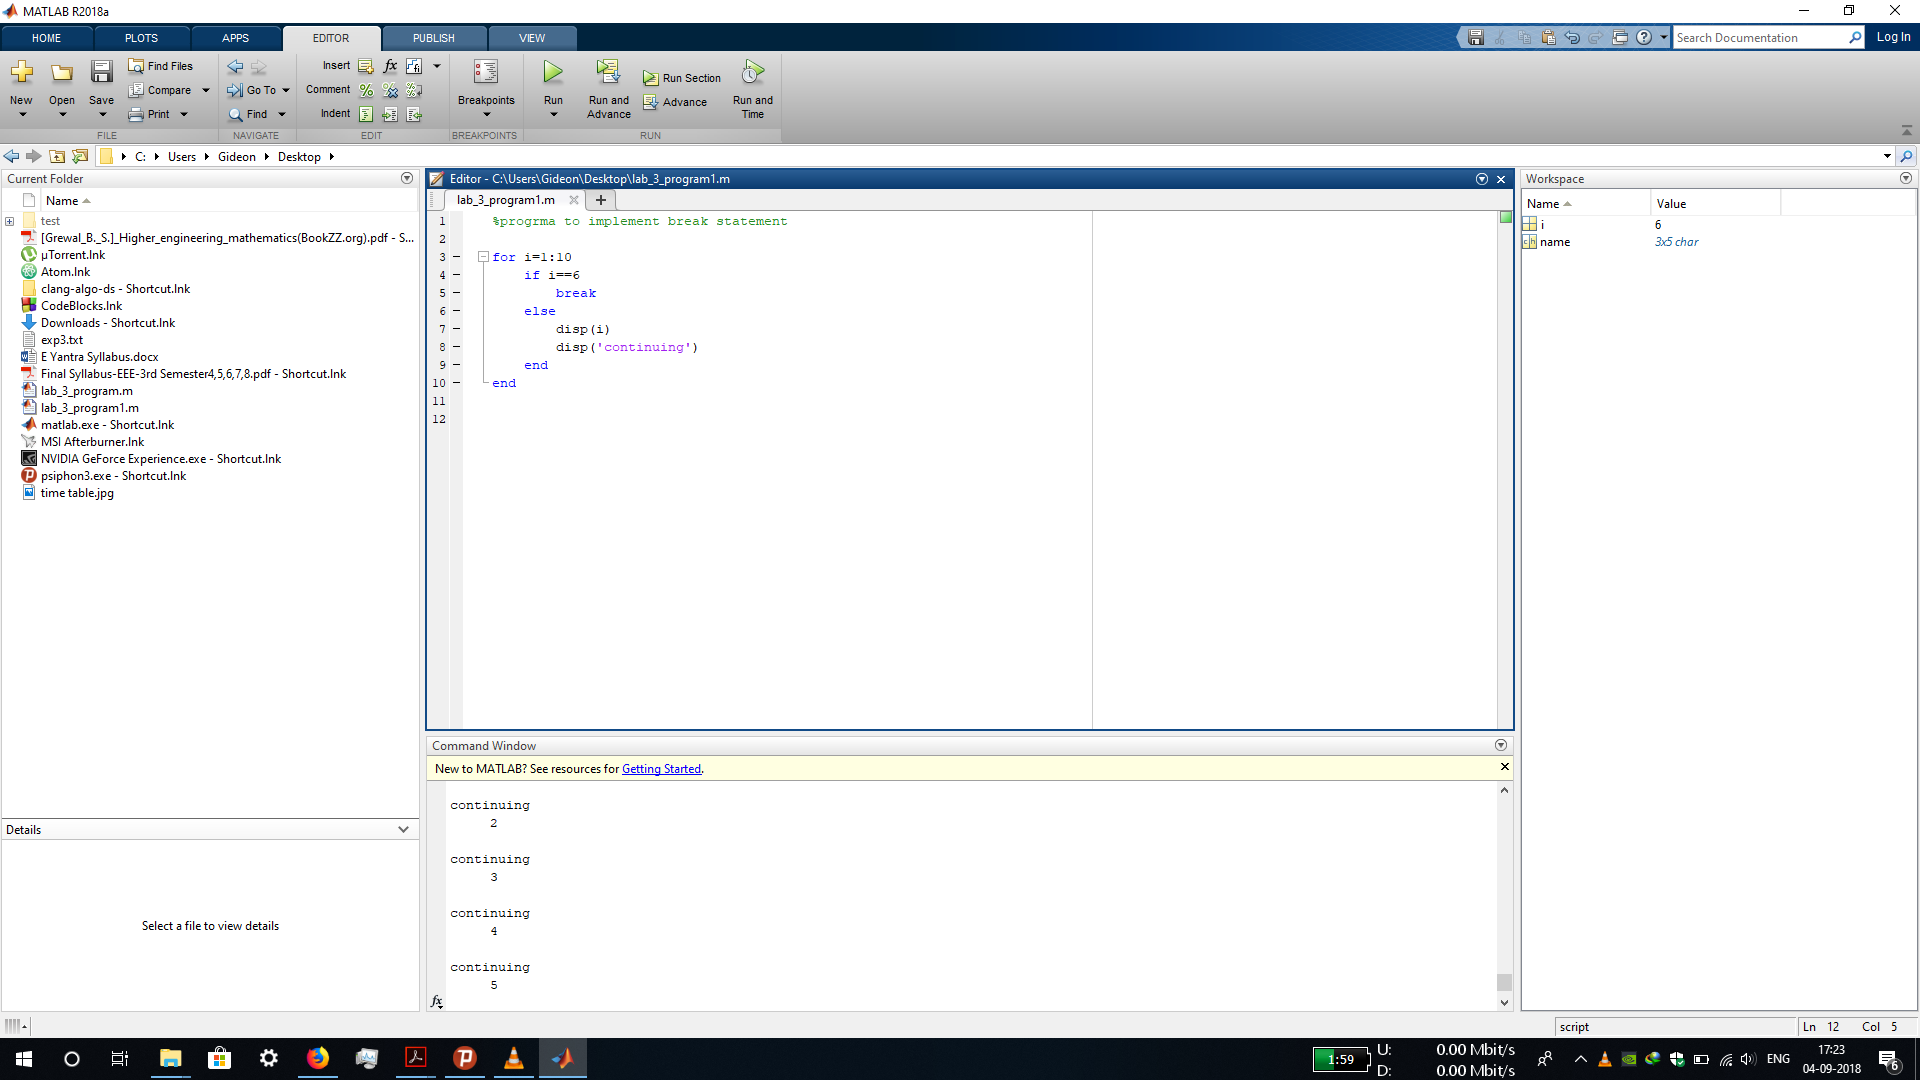 MATLAB R2018a
HOME PLOTS APPS EDITOR PUBLISH VIEW
Search Documentation
Log In
New
Open
Save
Find Files
Compare
Print
FILE
Go To
Find
NAVIGATE
Insert fx
Comment
Indent
EDIT
Breakpoints
BREAKPOINTS
Run
Run and Advance
Run Section
Advance
Run and Time
RUN
C: Users Gideon Desktop
Current Folder
Name
test
[Grewal_B._S.]_Higher_engineering_mathematics(BookZZ.org).pdf - S...
µTorrent.lnk
Atom.lnk
clang-algo-ds - Shortcut.lnk
CodeBlocks.lnk
Downloads - Shortcut.lnk
exp3.txt
E Yantra Syllabus.docx
Final Syllabus-EEE-3rd Semester4,5,6,7,8.pdf - Shortcut.lnk
lab_3_program.m
lab_3_program1.m
matlab.exe - Shortcut.lnk
MSI Afterburner.lnk
NVIDIA GeForce Experience.exe - Shortcut.lnk
psiphon3.exe - Shortcut.lnk
time table.jpg
Details
Select a file to view details
Editor - C:\Users\Gideon\Desktop\lab_3_program1.m
lab_3_program1.m
1 %progrma to implement break statement
2
3 for i=1:10
4 if i==6
5 break
6 else
7 disp(i)
8 disp('continuing')
9 end
10 end
11
12
Command Window
New to MATLAB? See resources for Getting Started.
continuing
2
continuing
3
continuing
4
continuing
5
fx
Workspace
Name Value
i 6
name 3x5 char
script
Ln 12 Col 5
1:59
U: 0.00 Mbit/s
D: 0.00 Mbit/s
ENG
17:23
04-09-2018
6